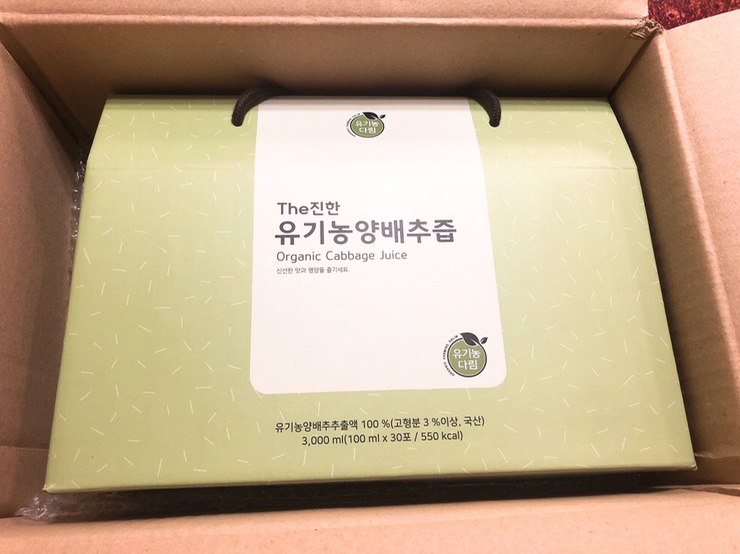 유기농
다림
The진한
유기농양배추즙
Organic Cabbage Juice
신선한 맛과 영양을 즐기세요.
유기농
다림
유기농양배추추출액 100 %(고형분 3 %이상, 국산)
3,000 ml(100 ml x 30포 / 550 kcal)